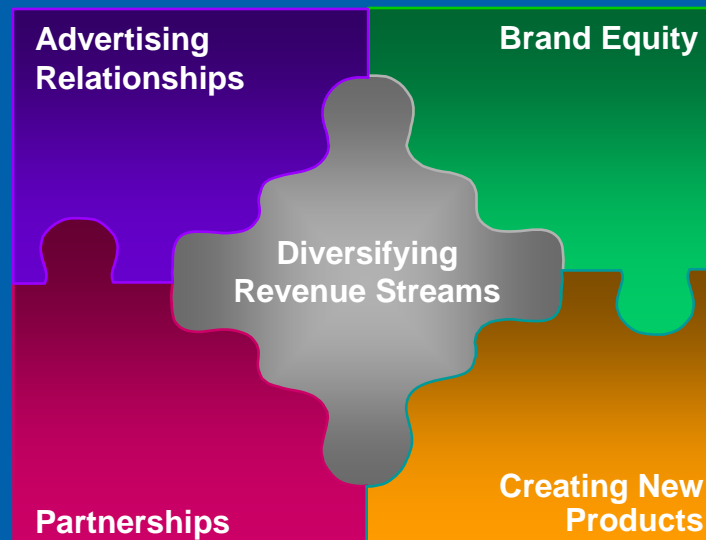 Advertising
Relationships
Brand Equity
Diversifying
Revenue Streams
Partnerships
Creating New
Products